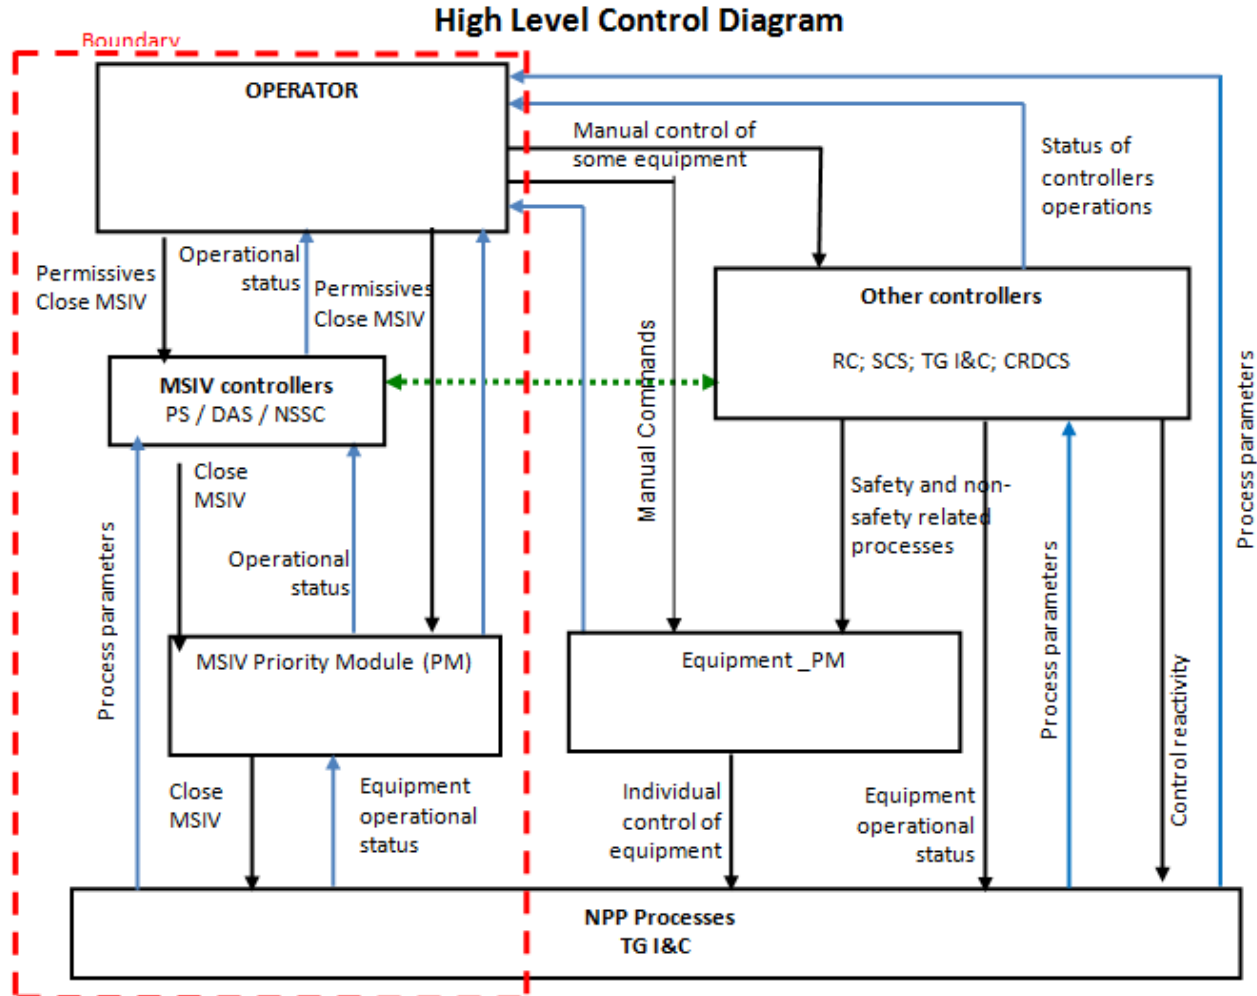 High Level Control Diagram
Boundary
OPERATOR
Manual control of
some equipment
Status of
controllers
operations
Operational
status
Permissives
Close MSIV
Permissives
Close MSIV
Other controllers
RC; SCS; TG I&C; CRDCS
MSIV controllers
PS / DAS / NSSC
Manual Commands
Process parameters
Close
MSIV
Safety and non-
safety related
processes
Operational
status
Process parameters
Process parameters
Control reactivity
MSIV Priority Module (PM)
Equipment _PM
Close
MSIV
Equipment
operational
status
Individual
control of
equipment
Equipment
operational
status
NPP Processes
TG I&C